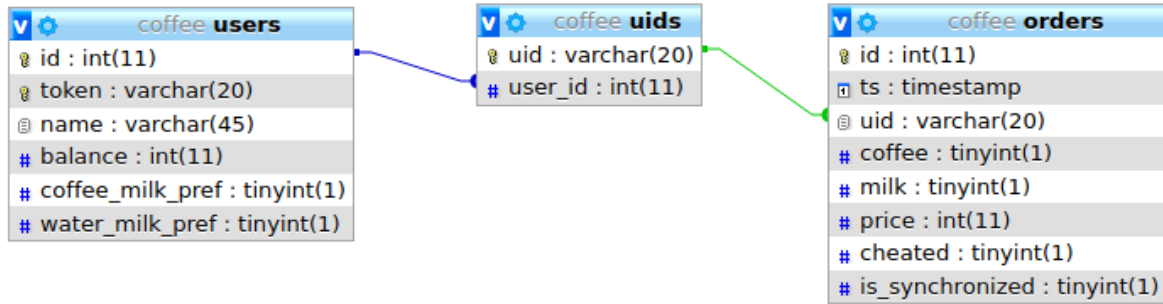 v coffee users
id : int(11)
token : varchar(20)
name : varchar(45)
# balance : int(11)
# coffee_milk_pref : tinyint(1)
# water_milk_pref : tinyint(1)
v coffee uids
uid : varchar(20)
# user_id : int(11)
v coffee orders
id : int(11)
ts : timestamp
uid : varchar(20)
# coffee : tinyint(1)
# milk : tinyint(1)
# price : int(11)
# cheated : tinyint(1)
# is_synchronized : tinyint(1)